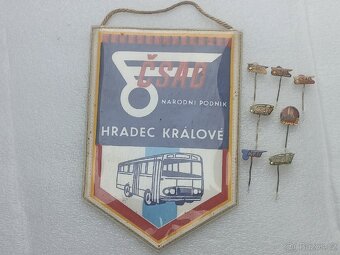 ČSAD
NÁRODNÍ PODNIK
HRADEC KRÁLOVÉ